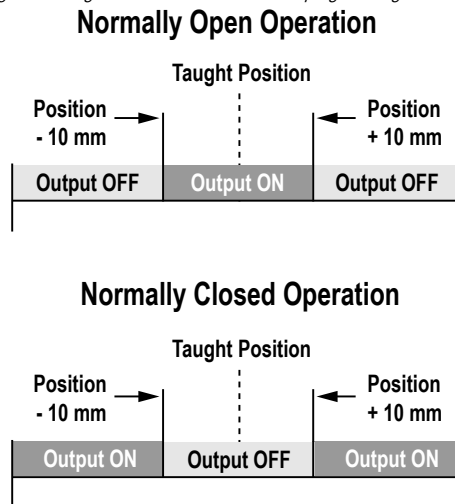 Normally Open Operation
Taught Position
Position
- 10 mm
Position
+ 10 mm
Output OFF
Output ON
Output OFF
Normally Closed Operation
Taught Position
Position
- 10 mm
Position
+ 10 mm
Output ON
Output OFF
Output ON